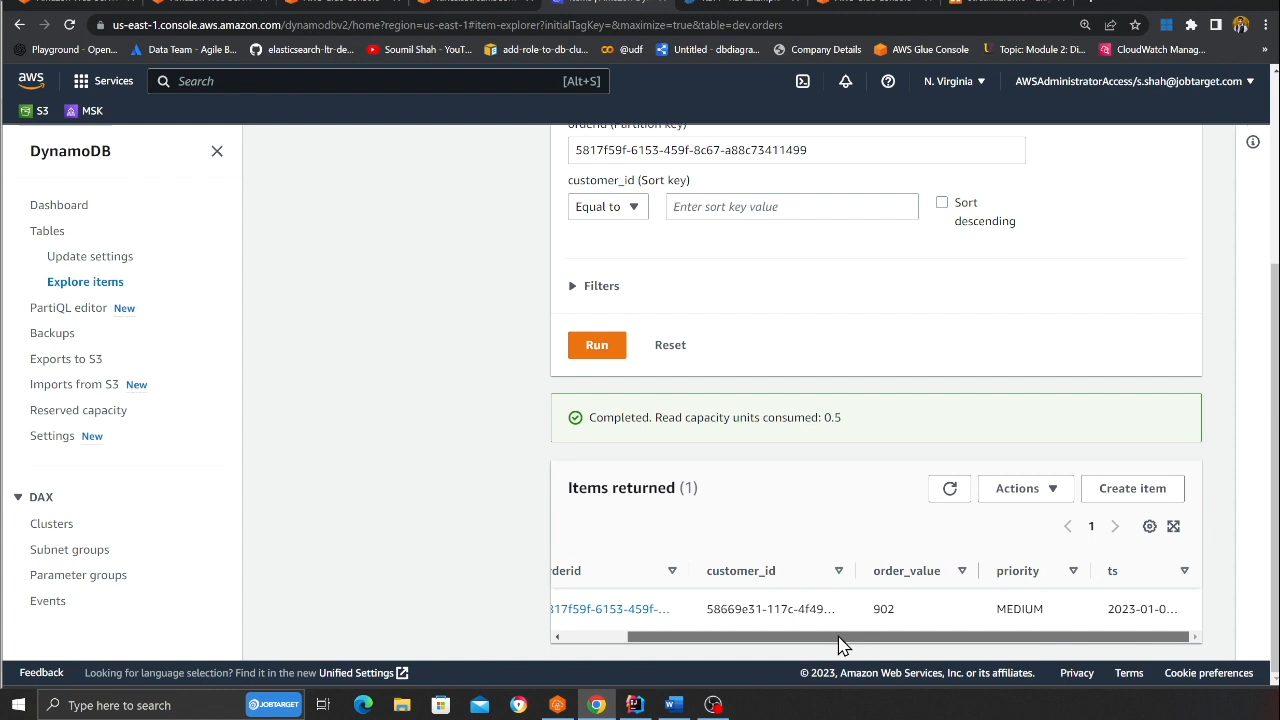 us-east-1.console.aws.amazon.com/dynamodbv2/home?region=us-east-1#item-explorer?initialTagKey=&maximize=true&table=dev.orders
Playground - Open... Data Team - Agile B... elasticsearch-ltr-de... Soumil Shah - YouT... add-role-to-db-clu... @udf Untitled - dbdiagra... Company Details AWS Glue Console Topic: Module 2: Di... CloudWatch Manag... »
aws Services Search [Alt+S] N. Virginia AWSAdministratorAccess/s.shah@jobtarget.com
S3 MSK
DynamoDB
Dashboard
Tables
Update settings
Explore items
PartiQL editor New
Backups
Exports to S3
Imports from S3 New
Reserved capacity
Settings New
DAX
Clusters
Subnet groups
Parameter groups
Events
orderid (Partition key)
5817f59f-6153-459f-8c67-a88c73411499
customer_id (Sort key)
Equal to Enter sort key value Sort descending
Filters
Run Reset
Completed. Read capacity units consumed: 0.5
Items returned (1) Actions Create item
1
derid customer_id order_value priority ts
317f59f-6153-459f-... 58669e31-117c-4f49... 902 MEDIUM 2023-01-0...
Feedback Looking for language selection? Find it in the new Unified Settings © 2023, Amazon Web Services, Inc. or its affiliates. Privacy Terms Cookie preferences
Type here to search JOBTARGET